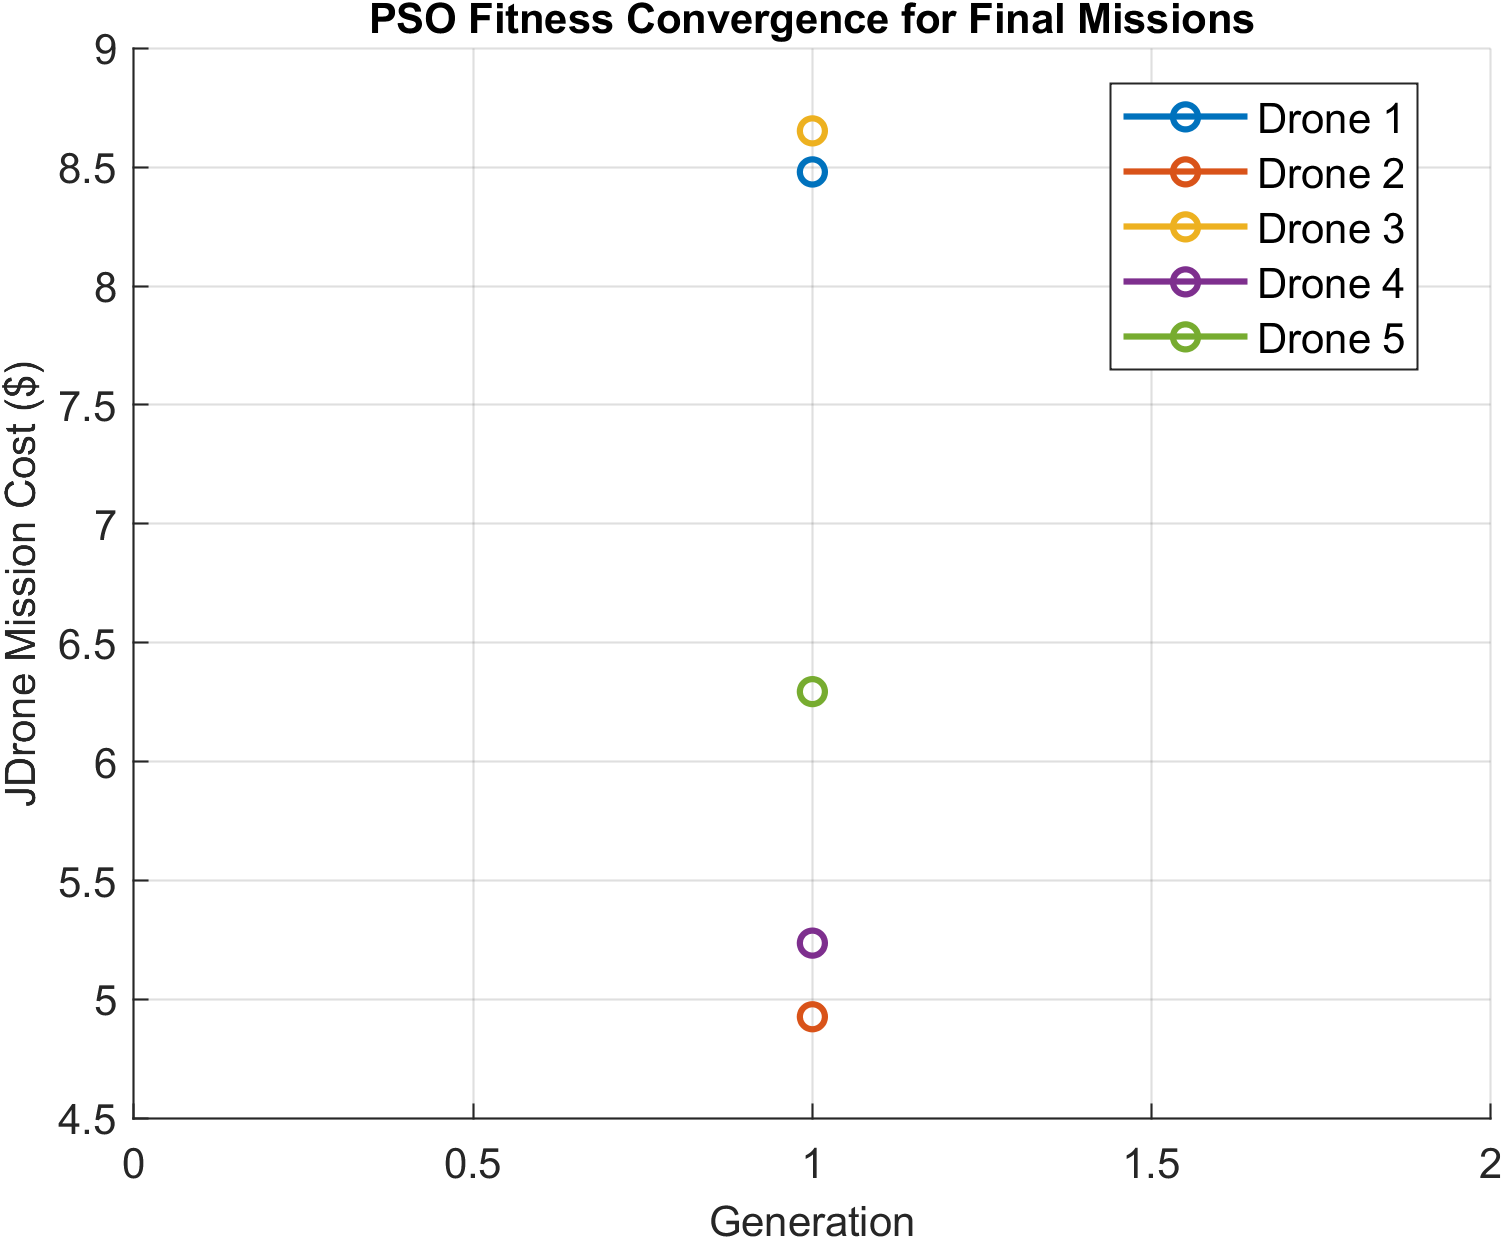 PSO Fitness Convergence for Final Missions
9
8.5
8
7.5
7
6.5
6
5.5
5
4.5
JDrone Mission Cost ($)
Drone 1
Drone 2
Drone 3
Drone 4
Drone 5
0
0.5
1
1.5
2
Generation